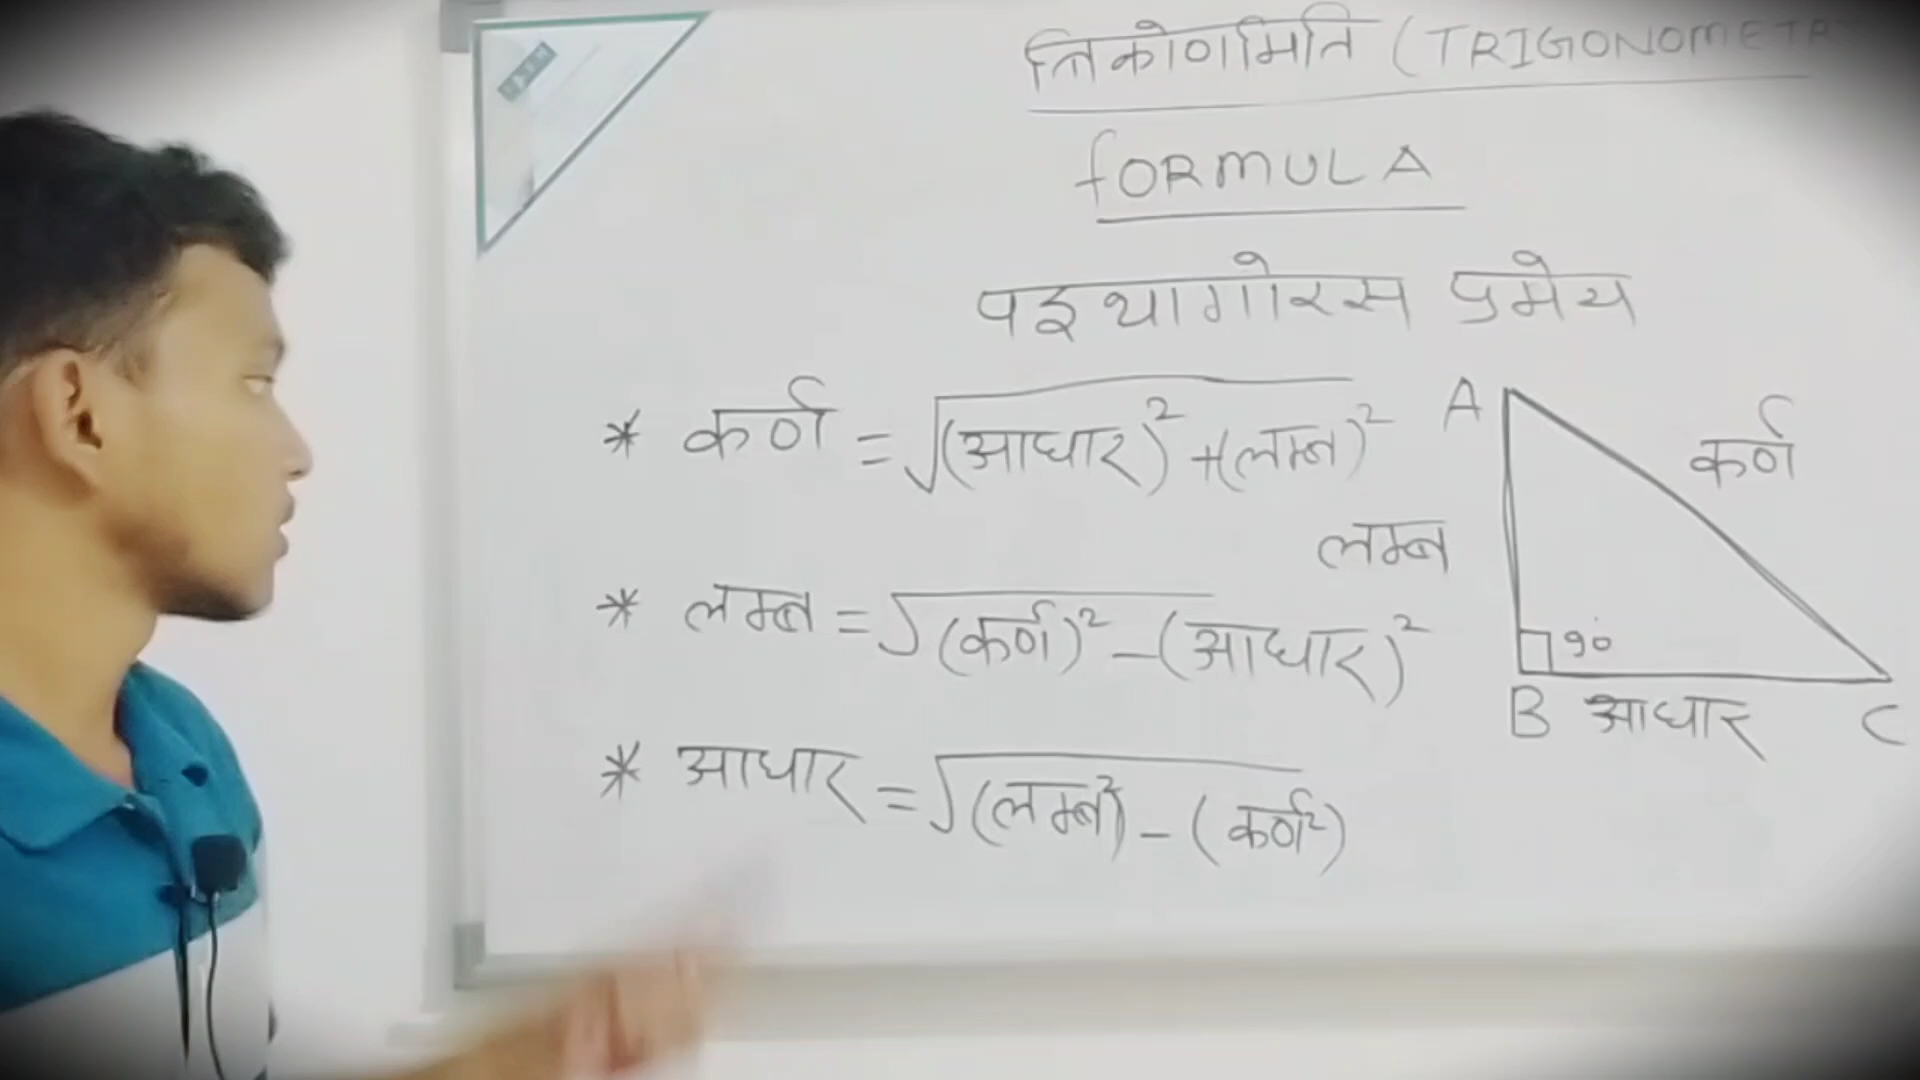 त्रिकोणमिति (TRIGONOMETR
FORMULA
पइथागोरस प्रमेय
* कर्ण = √(आधार)² + (लम्ब)²
A
कर्ण
लम्ब
* लम्ब = √(कर्ण)² - (आधार)²
90°
B आधार C
* आधार = √(लम्ब²) - (कर्ण²)